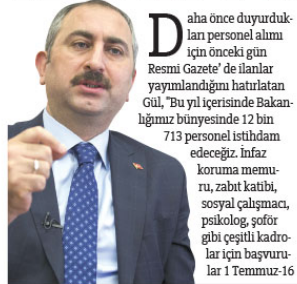 Daha önce duyurduk-
ları personel alımı
için önceki gün
Resmi Gazete' de ilanlar
yayımlandığını hatırlatan
Gül, "Bu yıl içerisinde Bakan-
lığımız bünyesinde 12 bin
713 personel istihdam
edeceğiz. İnfaz
koruma memu-
ru, zabıt katibi,
sosyal çalışmacı,
psikolog, şoför
gibi çeşitli kadro-
lar için başvuru-
lar 1 Temmuz-16